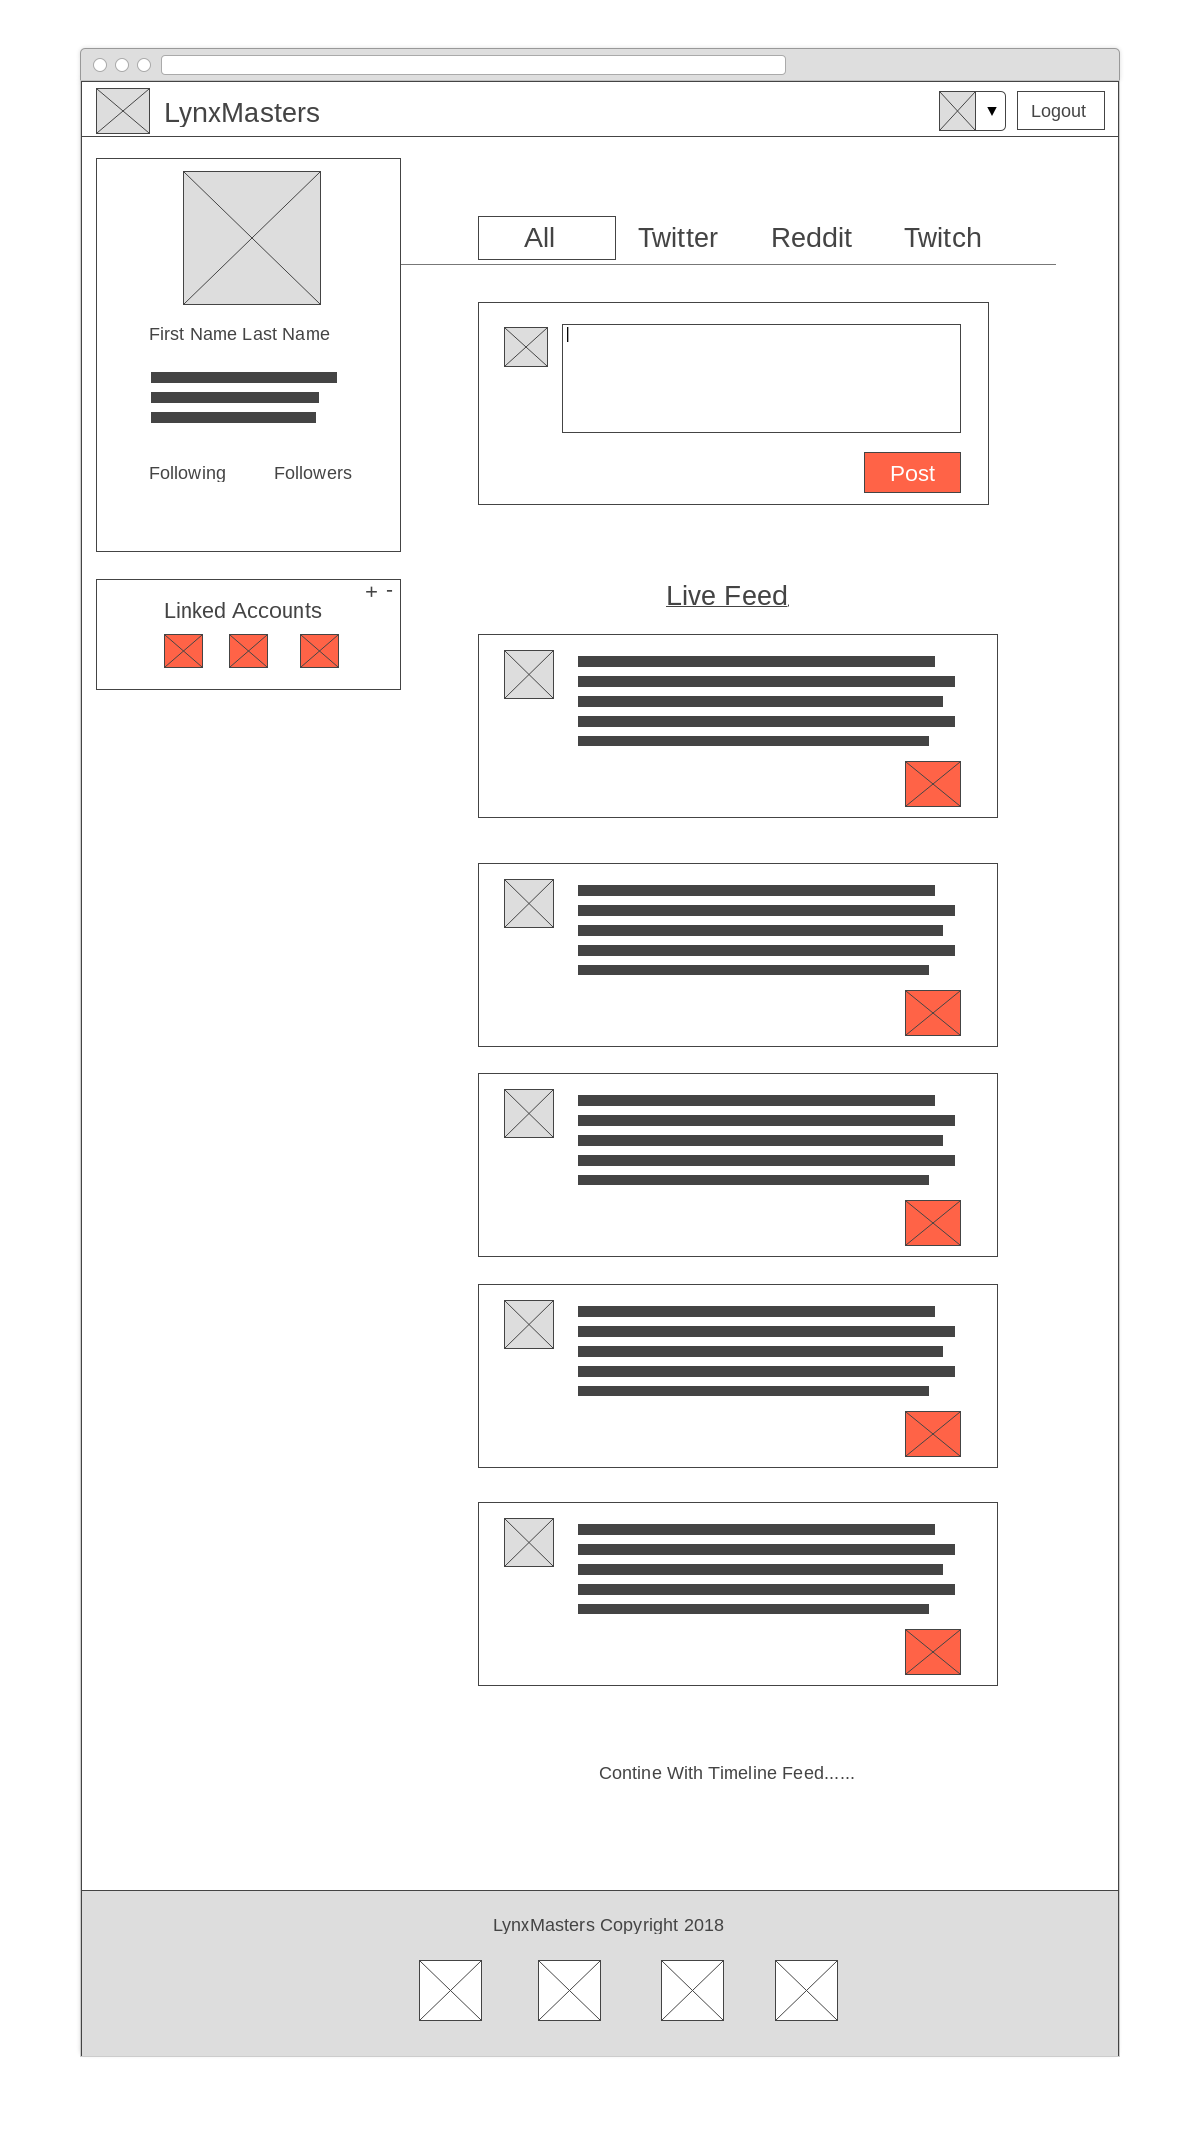 LynxMasters
▼
Logout
All Twitter Reddit Twitch
First Name Last Name
Following Followers
Post
+ -
Linked Accounts
Live Feed
Contine With Timeline Feed......
LynxMasters Copyright 2018